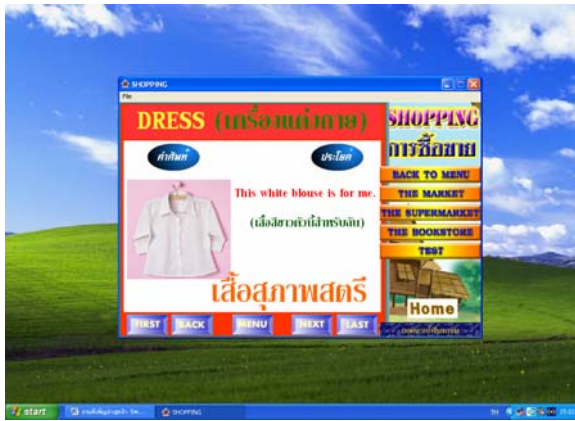 SHOPPING
File
DRESS (เครื่องแต่งกาย)
คำศัพท์
ประโยค
This white blouse is for me.
(เสื้อสีขาวตัวนี้สำหรับฉัน)
เสื้อสุภาพสตรี
FIRST
BACK
MENU
NEXT
LAST
SHOPPING
การซื้อขาย
BACK TO MENU
THE MARKET
THE SUPERMARKET
THE BOOKSTORE
TEST
Home
start
SHOPPING
TH